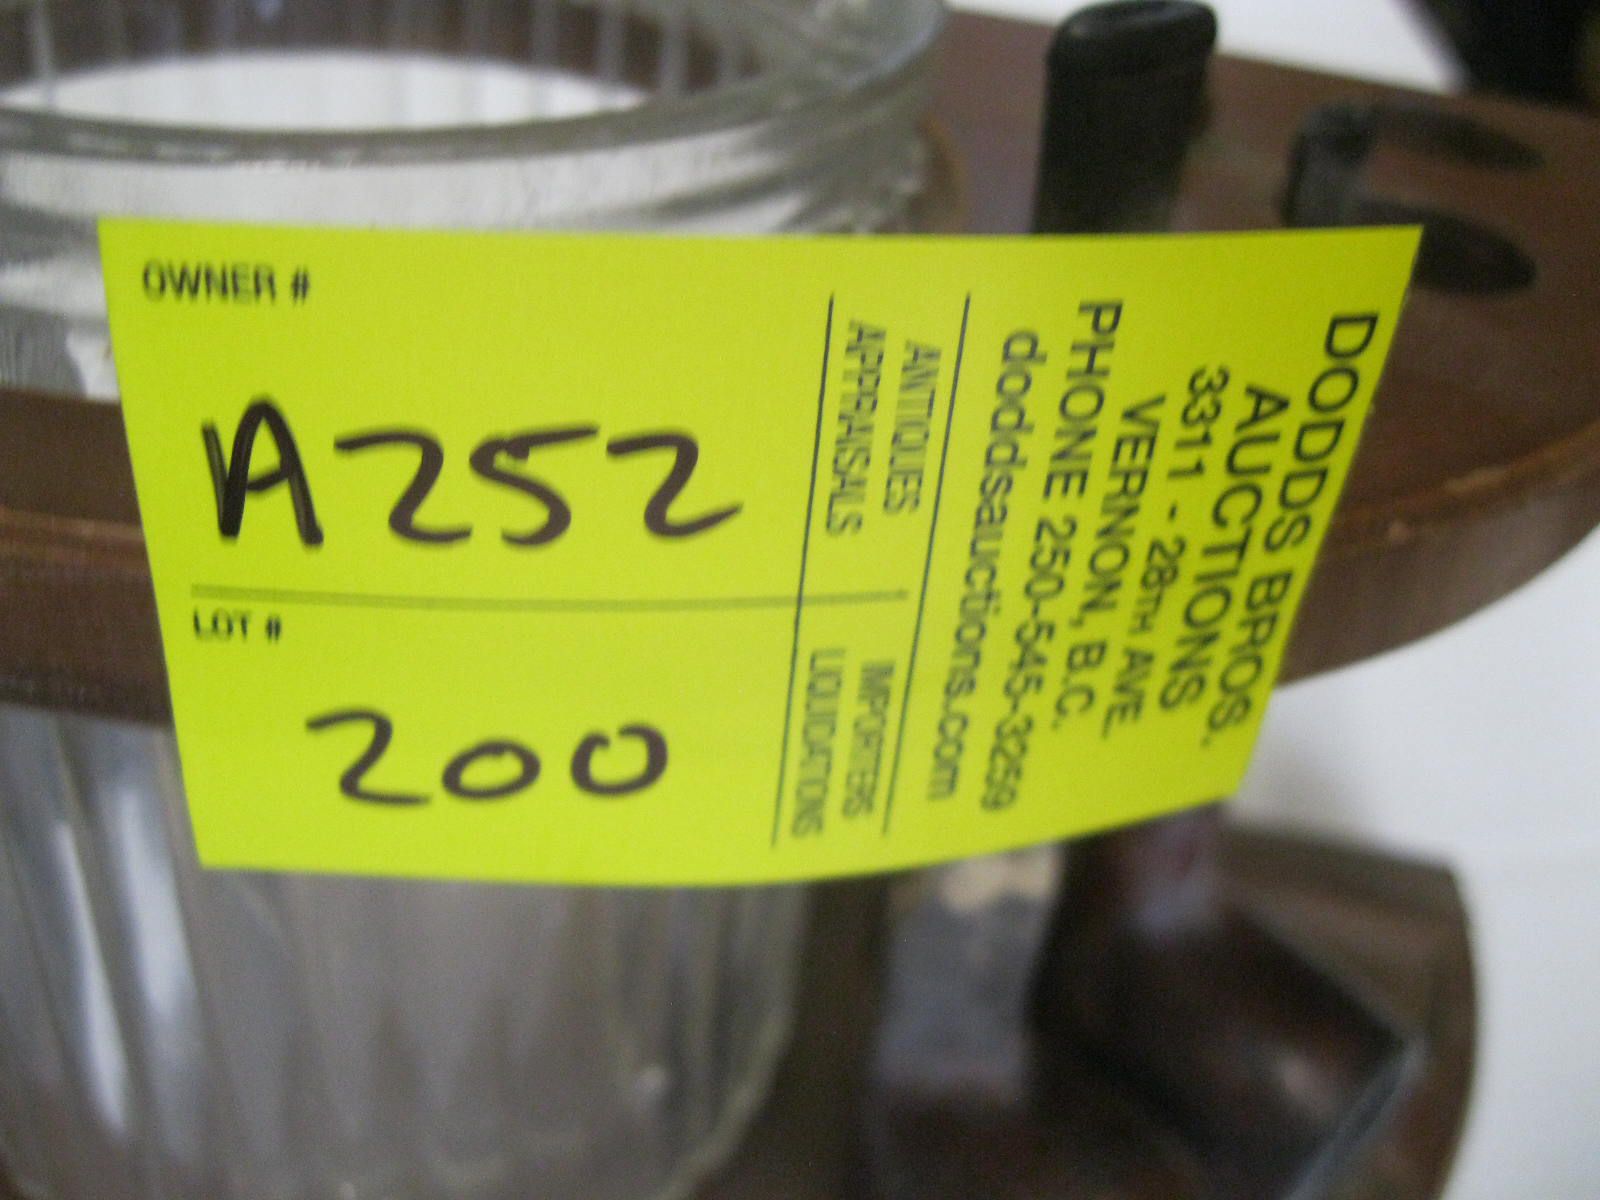 OWNER #
A252
LOT #
200
DODDS BROS.
AUCTIONS
3311 - 28TH AVE.
VERNON, B.C.
PHONE 250-545-3259
doddsauctions.com
ANTIQUES IMPORTERS
APPRAISALS LIQUIDATIONS